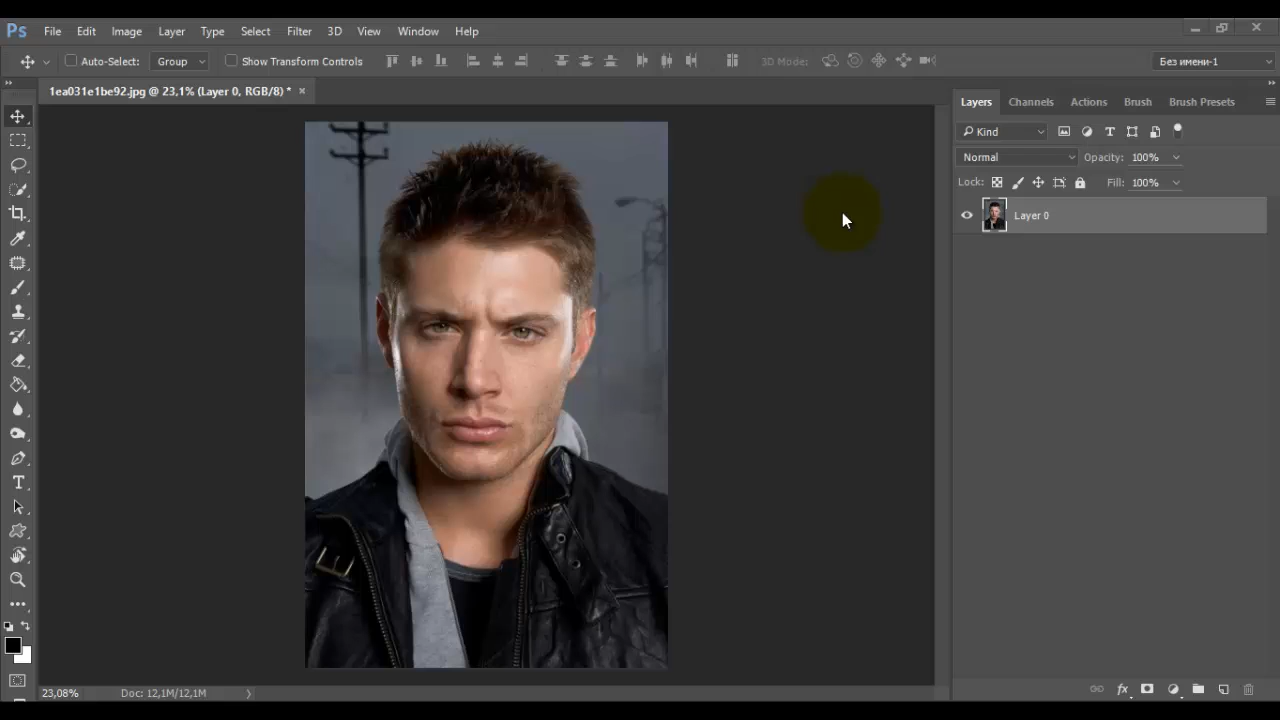 Ps File Edit Image Layer Type Select Filter 3D View Window Help
Auto-Select: Group Show Transform Controls 3D Mode: Без имени-1
1ea031e1be92.jpg @ 23,1% (Layer 0, RGB/8) * ×
Layers Channels Actions Brush Brush Presets
Kind
Normal Opacity: 100%
Lock: Fill: 100%
Layer 0
23,08% Doc: 12,1M/12,1M
fx